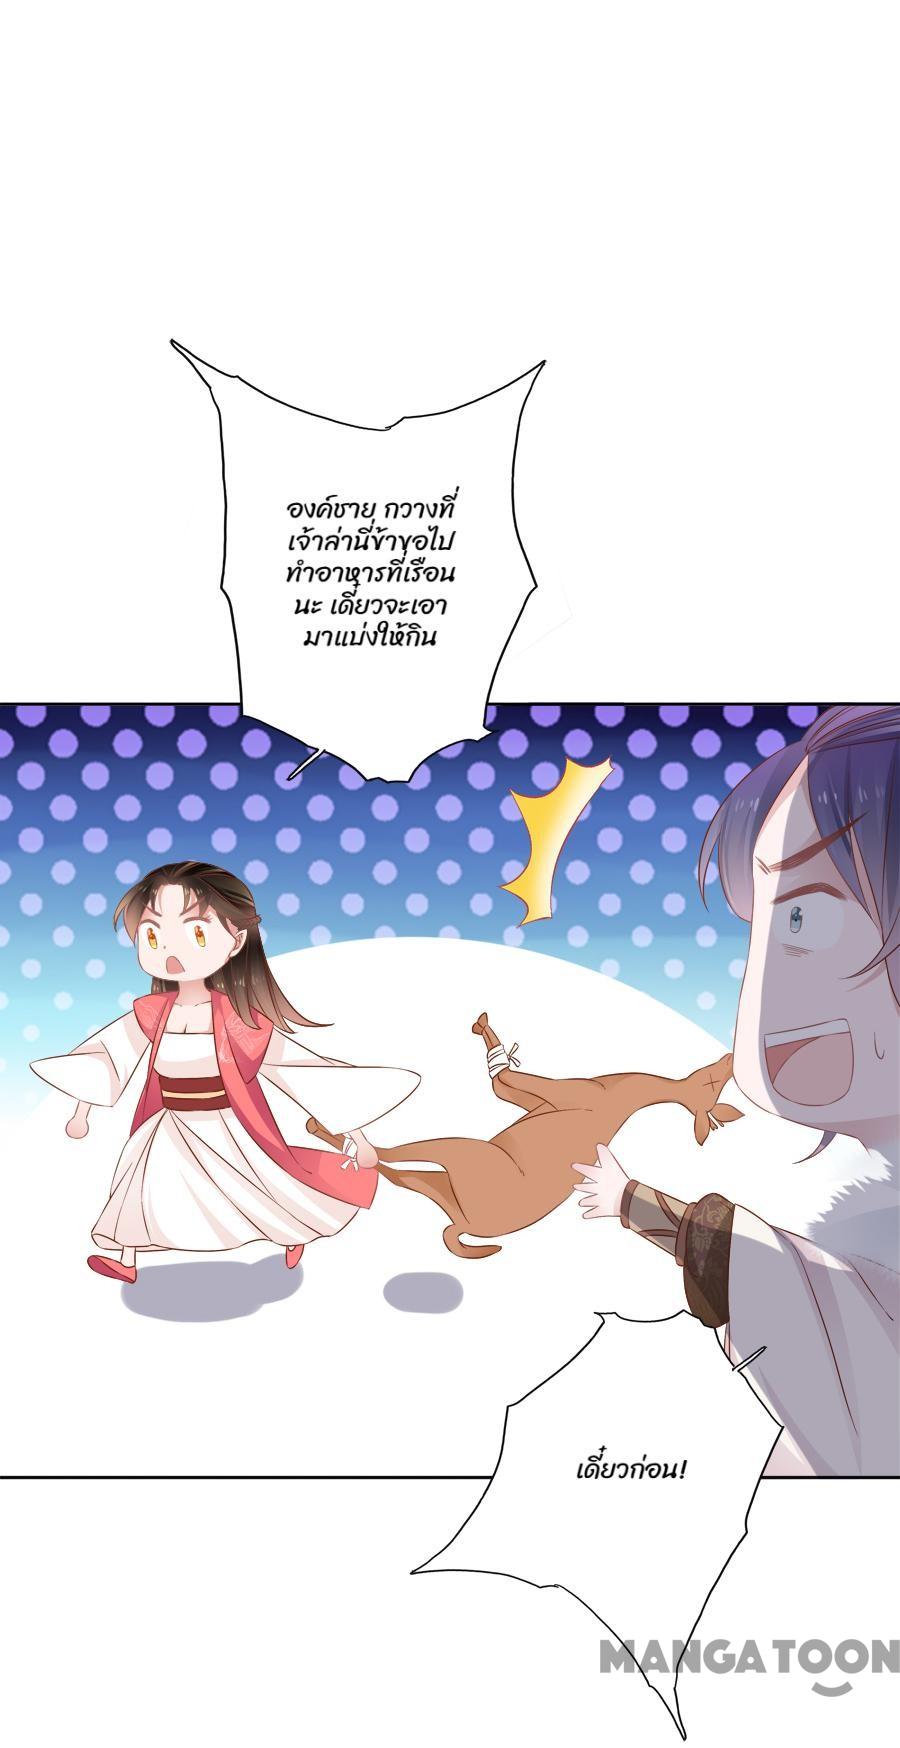 องค์ชาย กวางที่
เจ้าล่านี่ข้าขอไป
ทำอาหารที่เรือน
นะ เดี๋ยวจะเอา
มาแบ่งให้กิน
เดี๋ยวก่อน!
MANGATOON